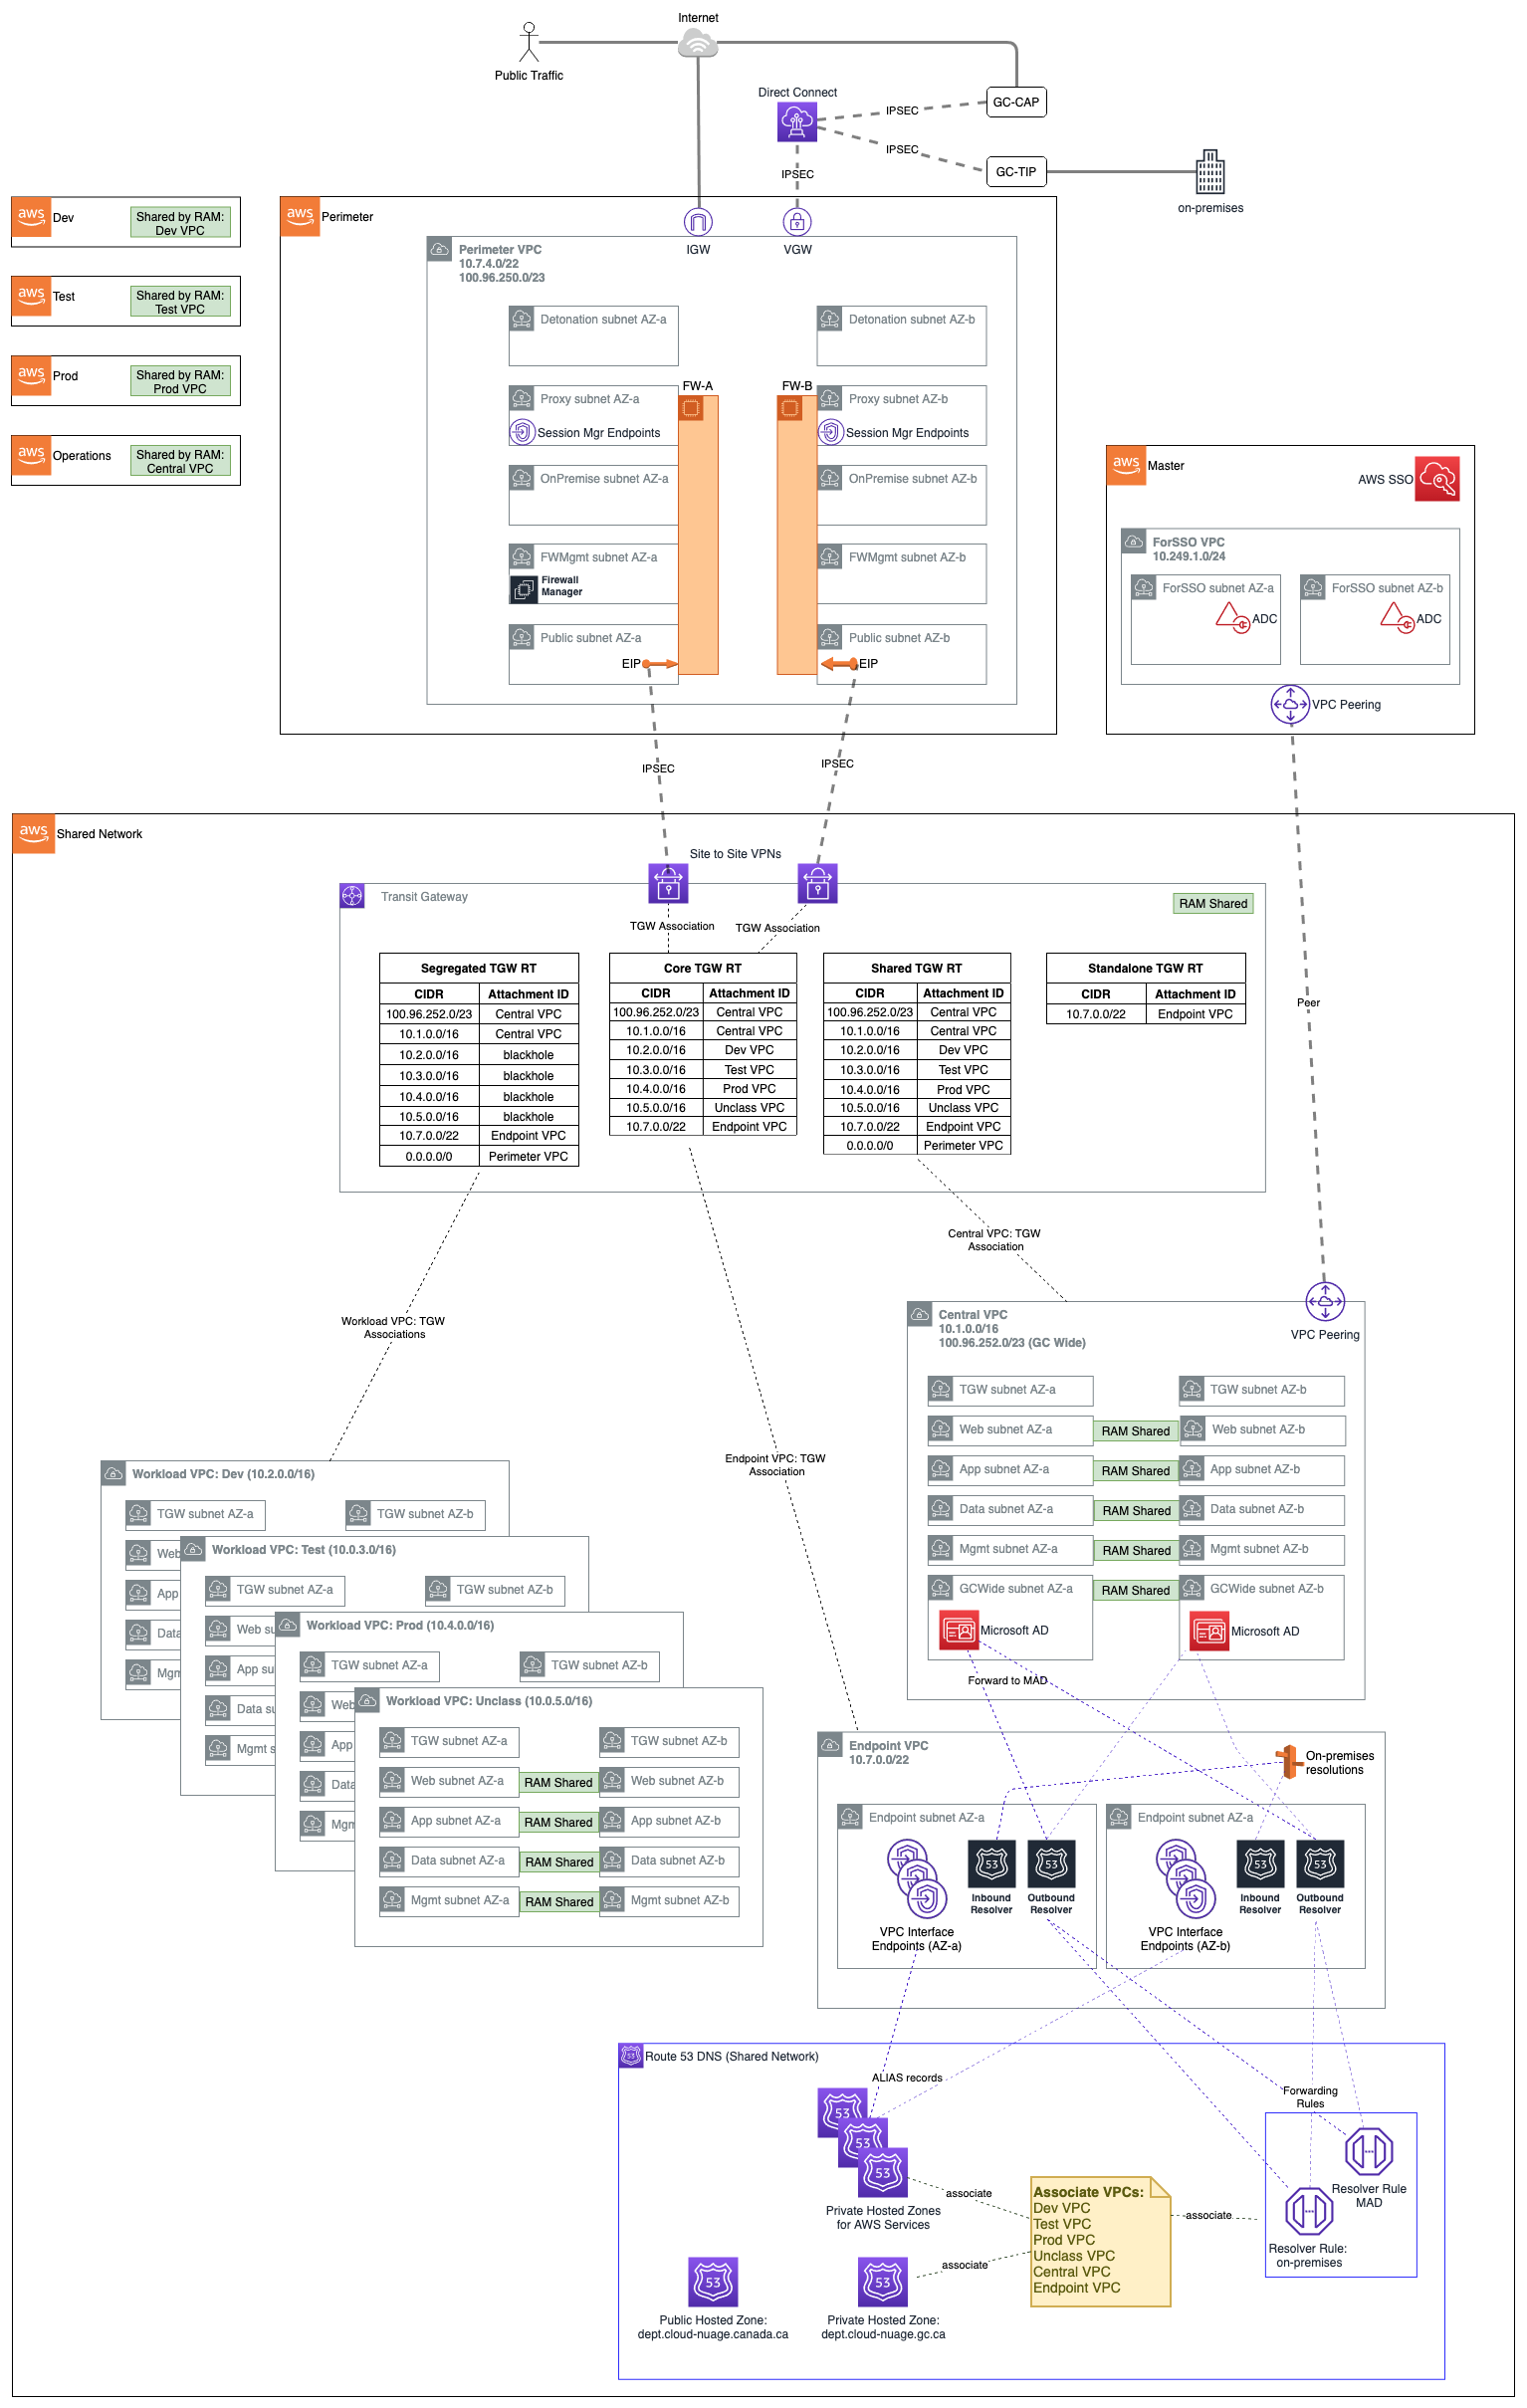 Internet
Public Traffic
Direct Connect
IPSEC
GC-CAP
IPSEC
IPSEC
GC-TIP
on-premises
aws
Dev
Shared by RAM:
Dev VPC
aws
Test
Shared by RAM:
Test VPC
aws
Prod
Shared by RAM:
Prod VPC
aws
Operations
Shared by RAM:
Central VPC
aws
Perimeter
IGW
VGW
Perimeter VPC
10.7.4.0/22
100.96.250.0/23
Detonation subnet AZ-a
Detonation subnet AZ-b
FW-A
FW-B
Proxy subnet AZ-a
Proxy subnet AZ-b
Session Mgr Endpoints
Session Mgr Endpoints
OnPremise subnet AZ-a
OnPremise subnet AZ-b
FWMgmt subnet AZ-a
FWMgmt subnet AZ-b
Firewall
Manager
Public subnet AZ-a
Public subnet AZ-b
EIP
EIP
aws
Master
AWS SSO
ForSSO VPC
10.249.1.0/24
ForSSO subnet AZ-a
ForSSO subnet AZ-b
ADC
ADC
VPC Peering
IPSEC
IPSEC
Peer
aws
Shared Network
Site to Site VPNs
Transit Gateway
RAM Shared
TGW Association
TGW Association
Segregated TGW RT
CIDR Attachment ID
100.96.252.0/23 Central VPC
10.1.0.0/16 Central VPC
10.2.0.0/16 blackhole
10.3.0.0/16 blackhole
10.4.0.0/16 blackhole
10.5.0.0/16 blackhole
10.7.0.0/22 Endpoint VPC
0.0.0.0/0 Perimeter VPC
Core TGW RT
CIDR Attachment ID
100.96.252.0/23 Central VPC
10.1.0.0/16 Central VPC
10.2.0.0/16 Dev VPC
10.3.0.0/16 Test VPC
10.4.0.0/16 Prod VPC
10.5.0.0/16 Unclass VPC
10.7.0.0/22 Endpoint VPC
Shared TGW RT
CIDR Attachment ID
100.96.252.0/23 Central VPC
10.1.0.0/16 Central VPC
10.2.0.0/16 Dev VPC
10.3.0.0/16 Test VPC
10.4.0.0/16 Prod VPC
10.5.0.0/16 Unclass VPC
10.7.0.0/22 Endpoint VPC
0.0.0.0/0 Perimeter VPC
Standalone TGW RT
CIDR Attachment ID
10.7.0.0/22 Endpoint VPC
Central VPC: TGW
Association
Workload VPC: TGW
Associations
Endpoint VPC: TGW
Association
VPC Peering
Central VPC
10.1.0.0/16
100.96.252.0/23 (GC Wide)
TGW subnet AZ-a
TGW subnet AZ-b
Web subnet AZ-a
RAM Shared
Web subnet AZ-b
App subnet AZ-a
RAM Shared
App subnet AZ-b
Data subnet AZ-a
RAM Shared
Data subnet AZ-b
Mgmt subnet AZ-a
RAM Shared
Mgmt subnet AZ-b
GCWide subnet AZ-a
RAM Shared
GCWide subnet AZ-b
Microsoft AD
Microsoft AD
Forward to MAD
Workload VPC: Dev (10.2.0.0/16)
TGW subnet AZ-a
TGW subnet AZ-b
Web
App
Data
Mgm
Workload VPC: Test (10.0.3.0/16)
TGW subnet AZ-a
TGW subnet AZ-b
Web su
App su
Data su
Mgmt s
Workload VPC: Prod (10.4.0.0/16)
TGW subnet AZ-a
TGW subnet AZ-b
Web
App
Data
Mgm
Workload VPC: Unclass (10.0.5.0/16)
TGW subnet AZ-a
TGW subnet AZ-b
Web subnet AZ-a
RAM Shared
Web subnet AZ-b
App subnet AZ-a
RAM Shared
App subnet AZ-b
Data subnet AZ-a
RAM Shared
Data subnet AZ-b
Mgmt subnet AZ-a
RAM Shared
Mgmt subnet AZ-b
Endpoint VPC
10.7.0.0/22
On-premises
resolutions
Endpoint subnet AZ-a
53
53
Inbound
Resolver
Outbound
Resolver
VPC Interface
Endpoints (AZ-a)
Endpoint subnet AZ-a
53
53
Inbound
Resolver
Outbound
Resolver
VPC Interface
Endpoints (AZ-b)
53
Route 53 DNS (Shared Network)
ALIAS records
53
53
53
Private Hosted Zones
for AWS Services
associate
associate
Associate VPCs:
Dev VPC
Test VPC
Prod VPC
Unclass VPC
Central VPC
Endpoint VPC
associate
Forwarding
Rules
Resolver Rule
MAD
Resolver Rule:
on-premises
53
Public Hosted Zone:
dept.cloud-nuage.canada.ca
53
Private Hosted Zone:
dept.cloud-nuage.gc.ca